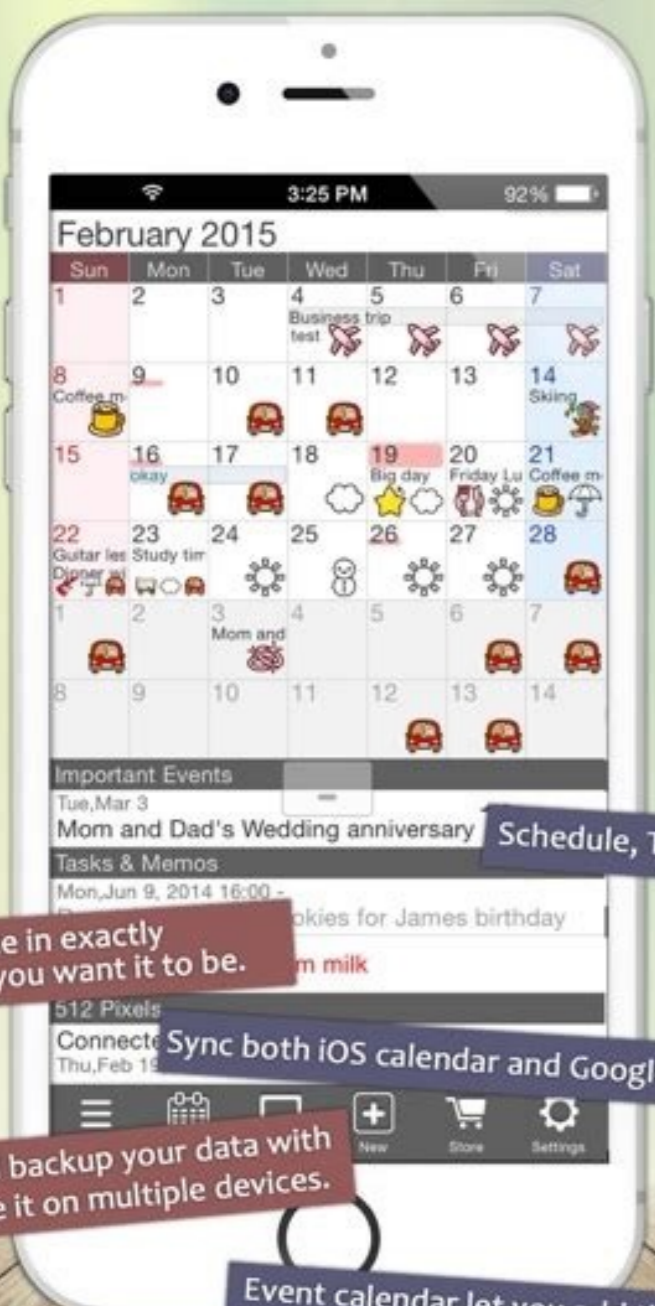 3:25 PM 92%
February 2015
Sun Mon Tue Wed Thu Fri Sat
1 2 3 4 5 6 7
Business trip
test
8 9 10 11 12 13 14
Coffee m Skiing
15 16 17 18 19 20 21
okay Big day Friday Lu Coffee m
22 23 24 25 26 27 28
Guitar les Study tim
Dinner wi
1 2 3 4 5 6 7
Mom and
8 9 10 11 12 13 14
Important Events
Tue,Mar 3
Mom and Dad's Wedding anniversary
Schedule, T
Tasks & Memos
Mon,Jun 9, 2014 16:00 -
okies for James birthday
e in exactly
you want it to be.
m milk
512 Pixels
Connecte
Thu,Feb 19
Sync both iOS calendar and Googl
New Store Settings
backup your data with
e it on multiple devices.
Event calendar let you